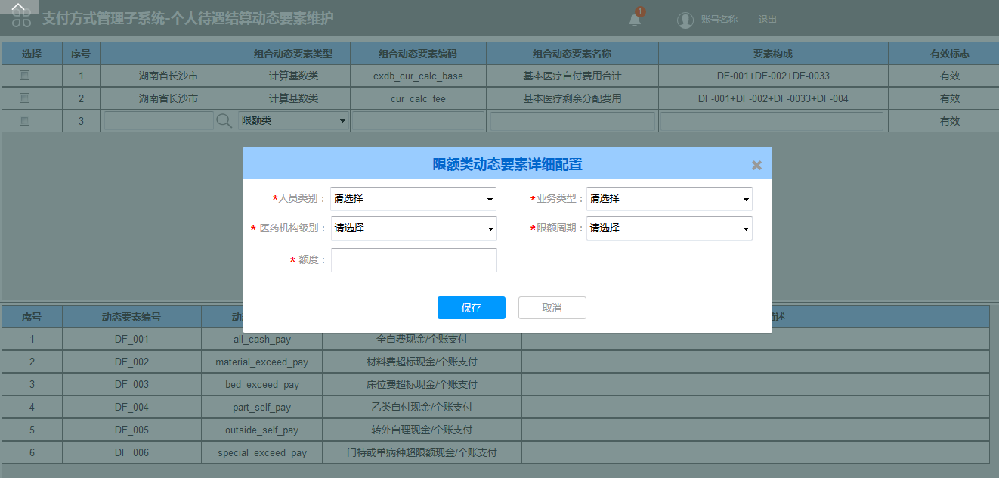 支付方式管理子系统-个人待遇结算动态要素维护
1
账号名称
退出
选择 序号 组合动态要素类型 组合动态要素编码 组合动态要素名称 要素构成 有效标志
1 湖南省长沙市 计算基数类 cxdb_cur_calc_base 基本医疗自付费用合计 DF-001+DF-002+DF-0033 有效
2 湖南省长沙市 计算基数类 cur_calc_fee 基本医疗剩余分配费用 DF-001+DF-002+DF-0033+DF-004 有效
3 限额类 有效
限额类动态要素详细配置
*人员类别: 请选择 *业务类型: 请选择
* 医药机构级别: 请选择 *限额周期: 请选择
* 额度:
保存 取消
序号 动态要素编号 动 述
1 DF_001 all_cash_pay 全自费现金/个账支付
2 DF_002 material_exceed_pay 材料费超标现金/个账支付
3 DF_003 bed_exceed_pay 床位费超标现金/个账支付
4 DF_004 part_self_pay 乙类自付现金/个账支付
5 DF_005 outside_self_pay 转外自理现金/个账支付
6 DF_006 special_exceed_pay 门特或单病种超限额现金/个账支付